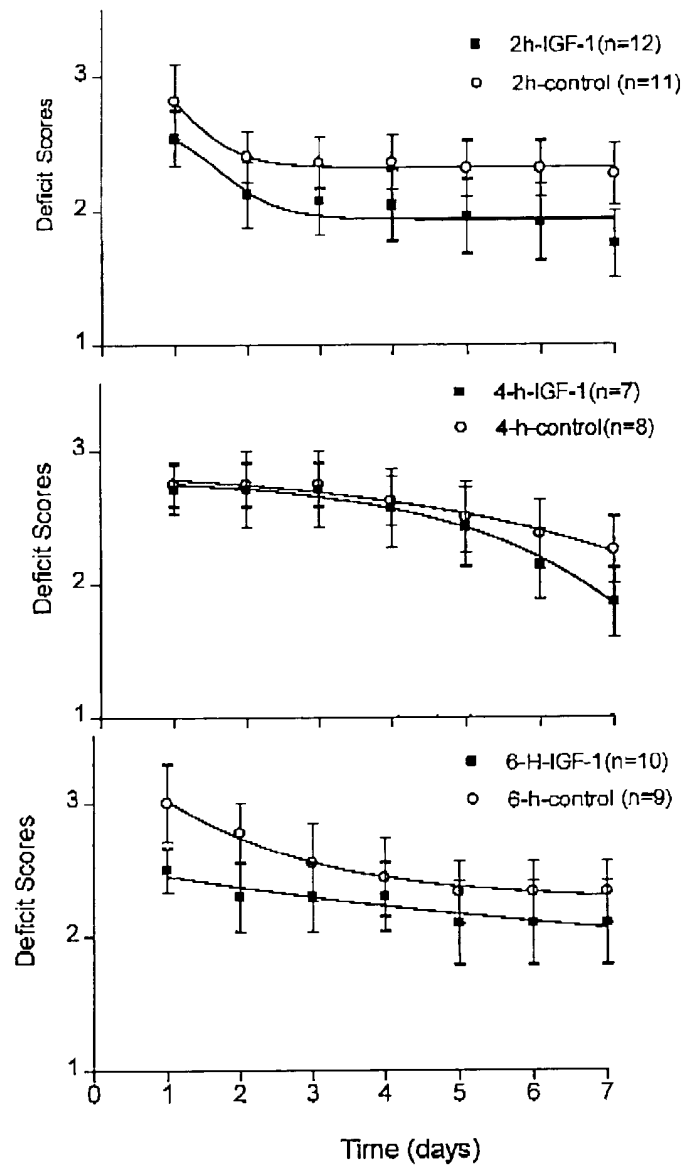 2h-IGF-1(n=12)
2h-control (n=11)
3
2
1
Deficit Scores
4-h-IGF-1(n=7)
4-h-control(n=8)
3
2
1
Deficit Scores
6-H-IGF-1(n=10)
6-h-control (n=9)
3
2
1
Deficit Scores
0 1 2 3 4 5 6 7
Time (days)